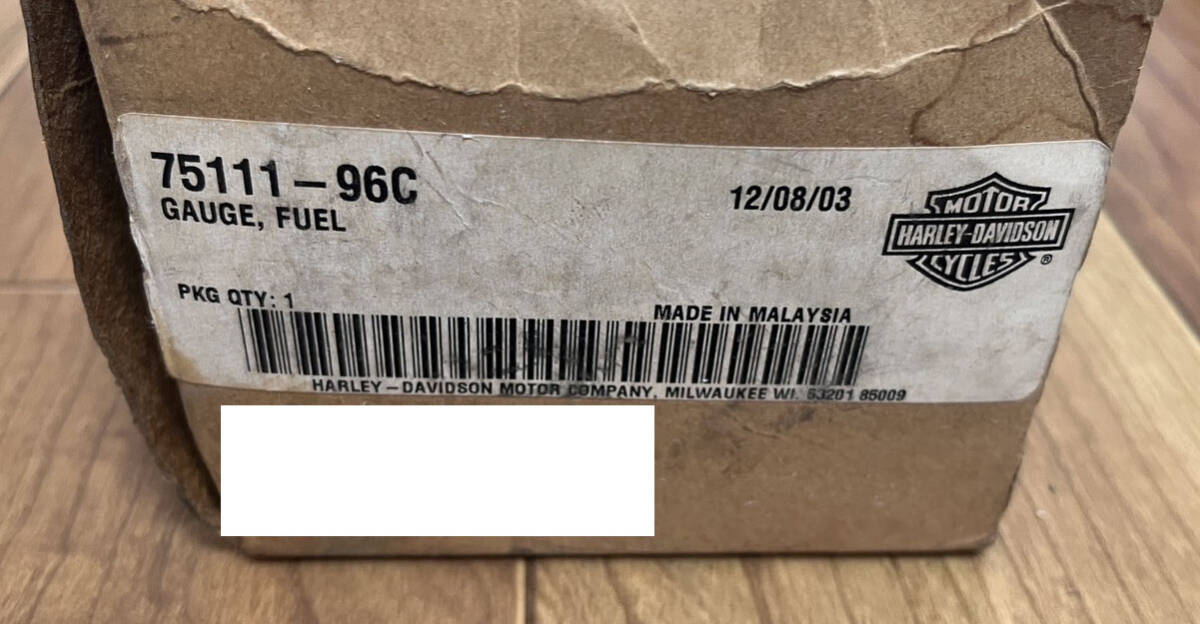 75111-96C
GAUGE, FUEL
12/08/03
MOTOR
HARLEY-DAVIDSON
CYCLES
®
PKG QTY: 1
MADE IN MALAYSIA
HARLEY-DAVIDSON MOTOR COMPANY, MILWAUKEE WI. 53201 85009